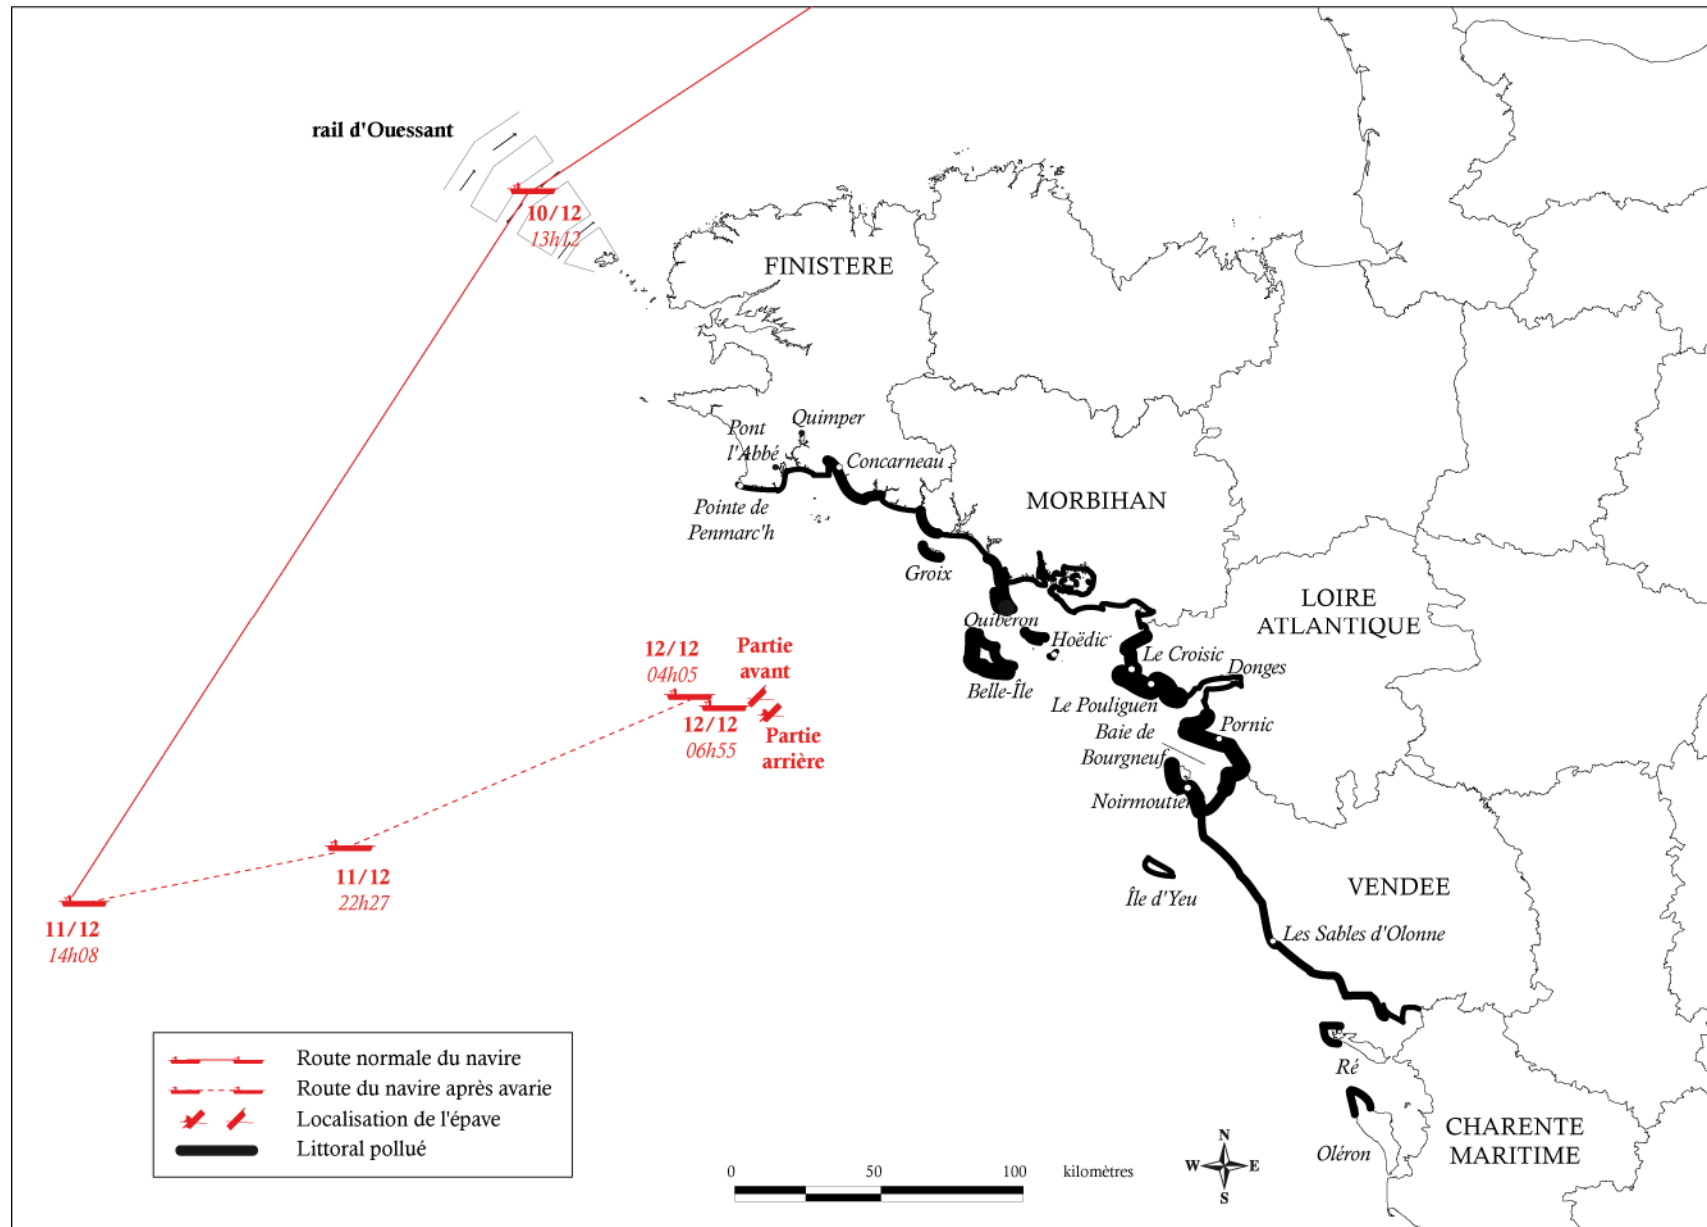 rail d'Ouessant
10/12
13h12
FINISTERE
Quimper
Pont
l'Abbé
Concarneau
Pointe de
Penmarc'h
MORBIHAN
Groix
LOIRE
ATLANTIQUE
Quiberon
Hoëdic
Belle-Île
Le Croisic
Donges
Le Pouliguen
Baie de
Bourgneuf
Pornic
Noirmoutier
12/12
04h05
Partie
avant
12/12
06h55
Partie
arrière
11/12
22h27
11/12
14h08
Île d'Yeu
VENDEE
Les Sables d'Olonne
Ré
Oléron
CHARENTE
MARITIME
Route normale du navire
Route du navire après avarie
Localisation de l'épave
Littoral pollué
0 50 100 kilomètres
N
W E
S